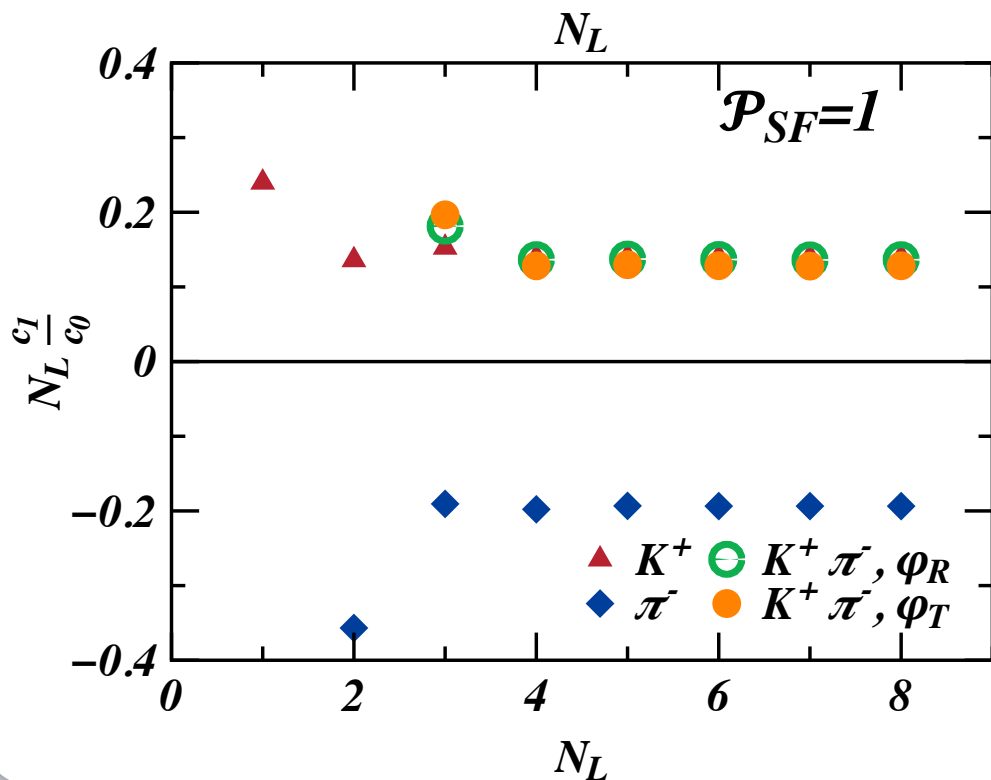 N_L
0.4
𝒫_SF=1
0.2
N_L c_1/c_0
0
−0.2
K^+
K^+ π^-, φ_R
π^-
K^+ π^-, φ_T
−0.4
0 2 4 6 8
N_L